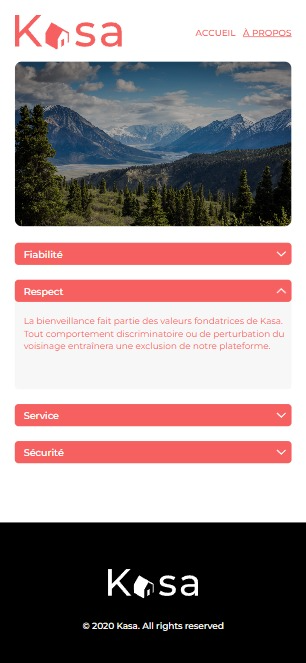 Kasa
ACCUEIL À PROPOS
Fiabilité
Respect
La bienveillance fait partie des valeurs fondatrices de Kasa.
Tout comportement discriminatoire ou de perturbation du
voisinage entraînera une exclusion de notre plateforme.
Service
Sécurité
Kasa
© 2020 Kasa. All rights reserved